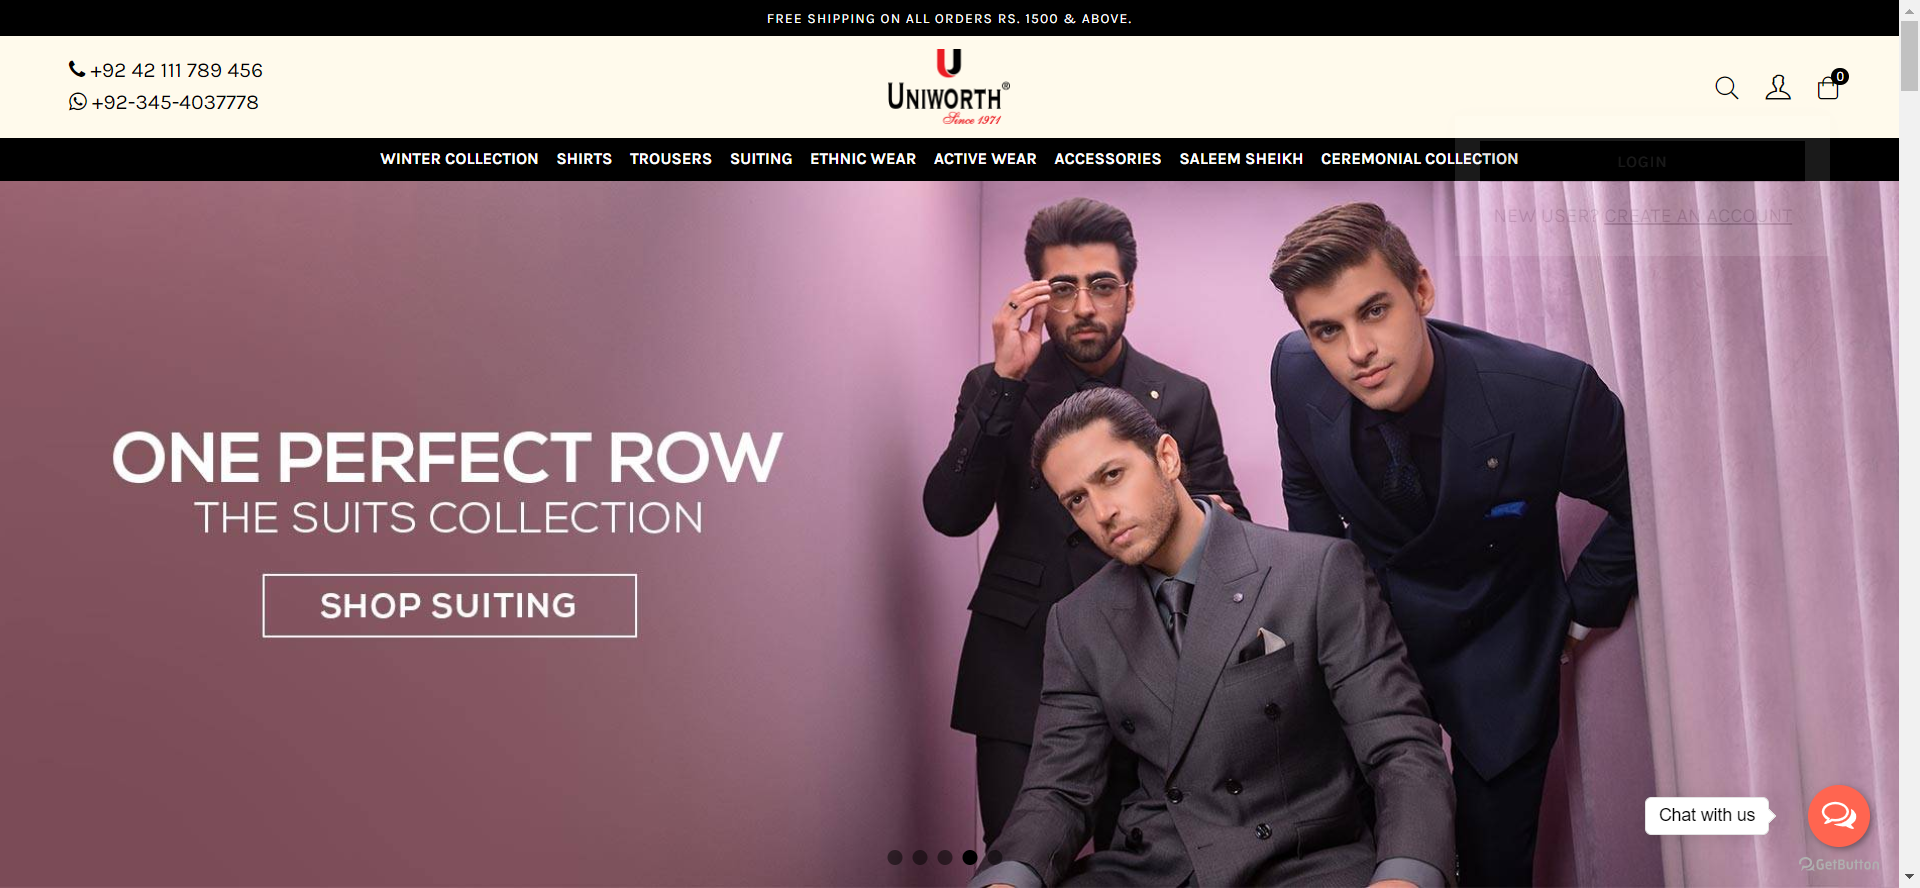 FREE SHIPPING ON ALL ORDERS RS. 1500 & ABOVE.
+92 42 111 789 456
+92-345-4037778
UNIWORTH®
Since 1971
0
WINTER COLLECTION SHIRTS TROUSERS SUITING ETHNIC WEAR ACTIVE WEAR ACCESSORIES SALEEM SHEIKH CEREMONIAL COLLECTION
LOGIN
NEW USER? CREATE AN ACCOUNT
ONE PERFECT ROW
THE SUITS COLLECTION
SHOP SUITING
Chat with us
GetButton